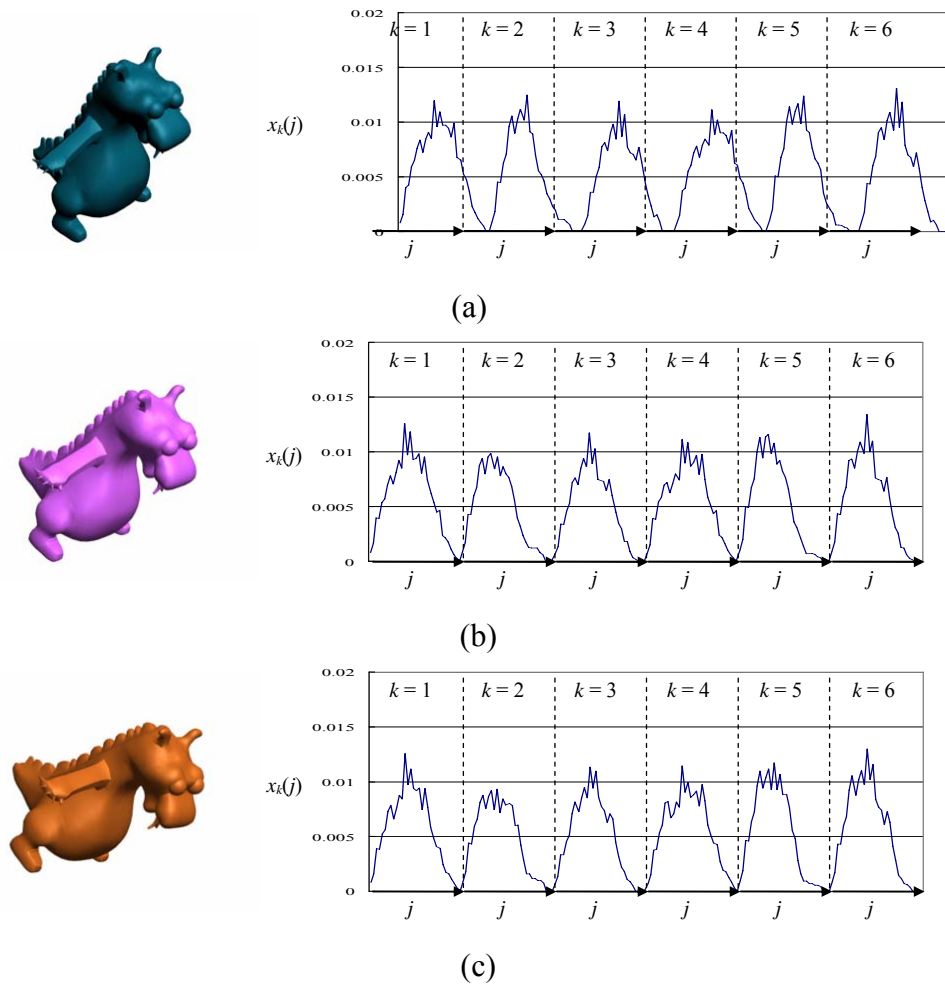 0.02
k = 1 k = 2 k = 3 k = 4 k = 5 k = 6
0.015
x_k(j)
0.01
0.005
0
j j j j j j
(a)
0.02
k = 1 k = 2 k = 3 k = 4 k = 5 k = 6
0.015
x_k(j)
0.01
0.005
0
j j j j j j
(b)
0.02
k = 1 k = 2 k = 3 k = 4 k = 5 k = 6
0.015
x_k(j)
0.01
0.005
0
j j j j j j
(c)